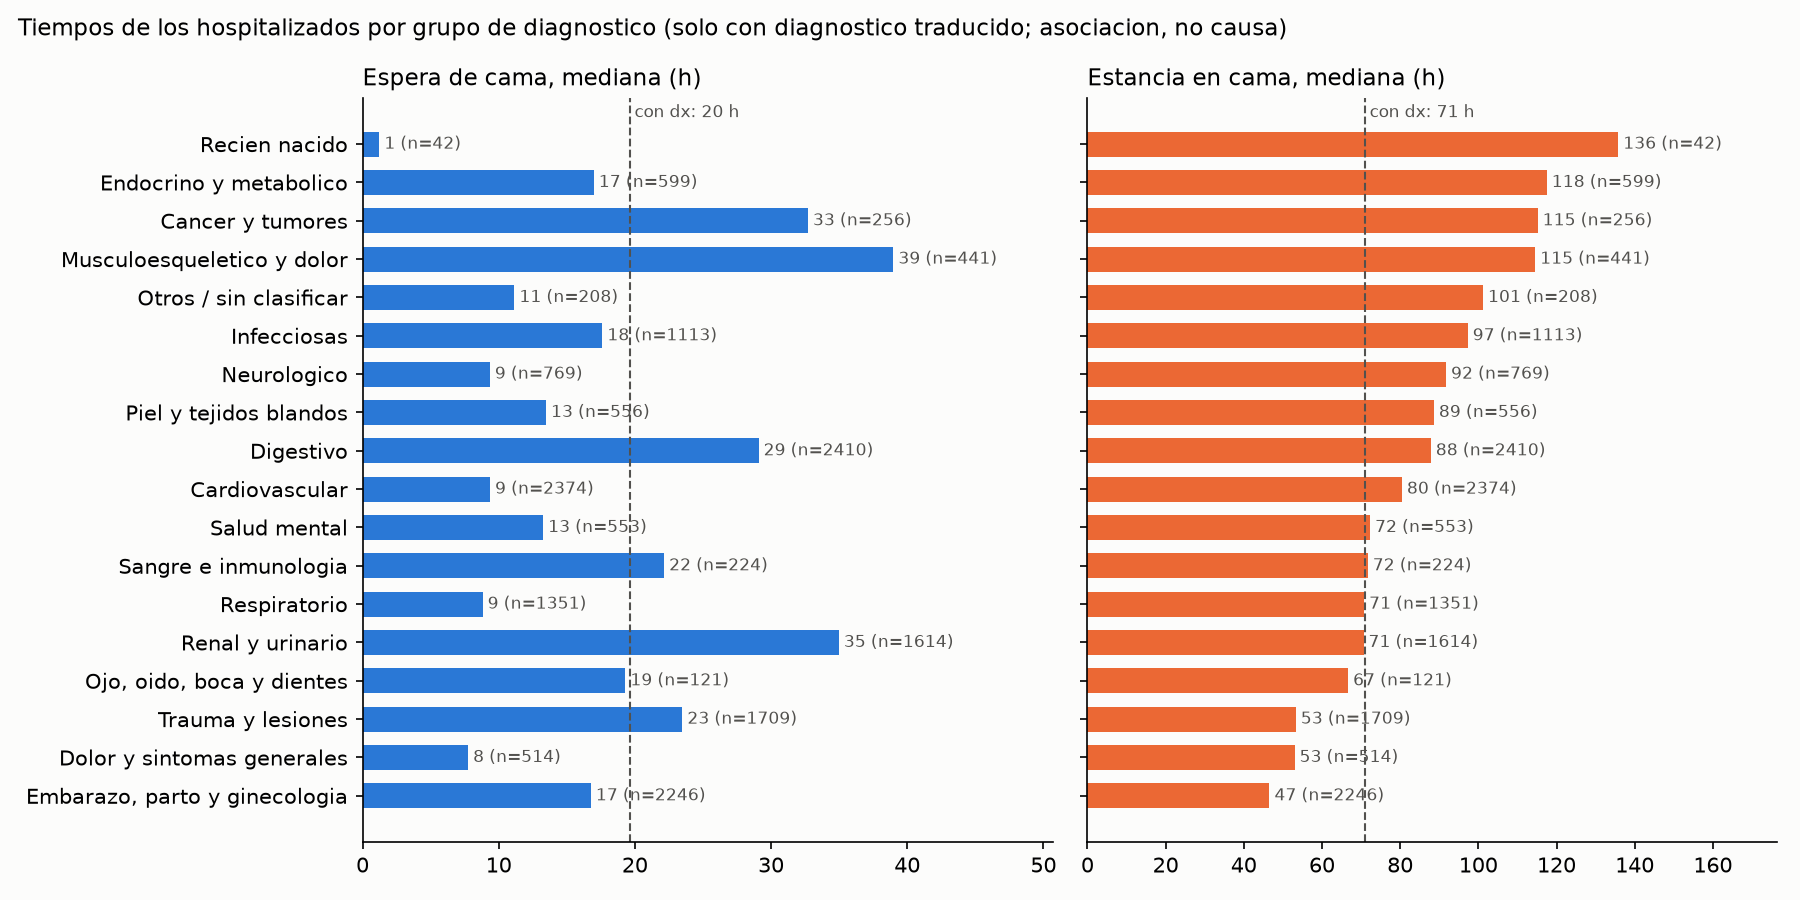 Tiempos de los hospitalizados por grupo de diagnostico (solo con diagnostico traducido; asociacion, no causa)
Espera de cama, mediana (h)
Estancia en cama, mediana (h)
con dx: 20 h
con dx: 71 h
Recien nacido 1 (n=42) 136 (n=42)
Endocrino y metabolico 17 (n=599) 118 (n=599)
Cancer y tumores 33 (n=256) 115 (n=256)
Musculoesqueletico y dolor 39 (n=441) 115 (n=441)
Otros / sin clasificar 11 (n=208) 101 (n=208)
Infecciosas 18 (n=1113) 97 (n=1113)
Neurologico 9 (n=769) 92 (n=769)
Piel y tejidos blandos 13 (n=556) 89 (n=556)
Digestivo 29 (n=2410) 88 (n=2410)
Cardiovascular 9 (n=2374) 80 (n=2374)
Salud mental 13 (n=553) 72 (n=553)
Sangre e inmunologia 22 (n=224) 72 (n=224)
Respiratorio 9 (n=1351) 71 (n=1351)
Renal y urinario 35 (n=1614) 71 (n=1614)
Ojo, oido, boca y dientes 19 (n=121) 67 (n=121)
Trauma y lesiones 23 (n=1709) 53 (n=1709)
Dolor y sintomas generales 8 (n=514) 53 (n=514)
Embarazo, parto y ginecologia 17 (n=2246) 47 (n=2246)
0 10 20 30 40 50
0 20 40 60 80 100 120 140 160